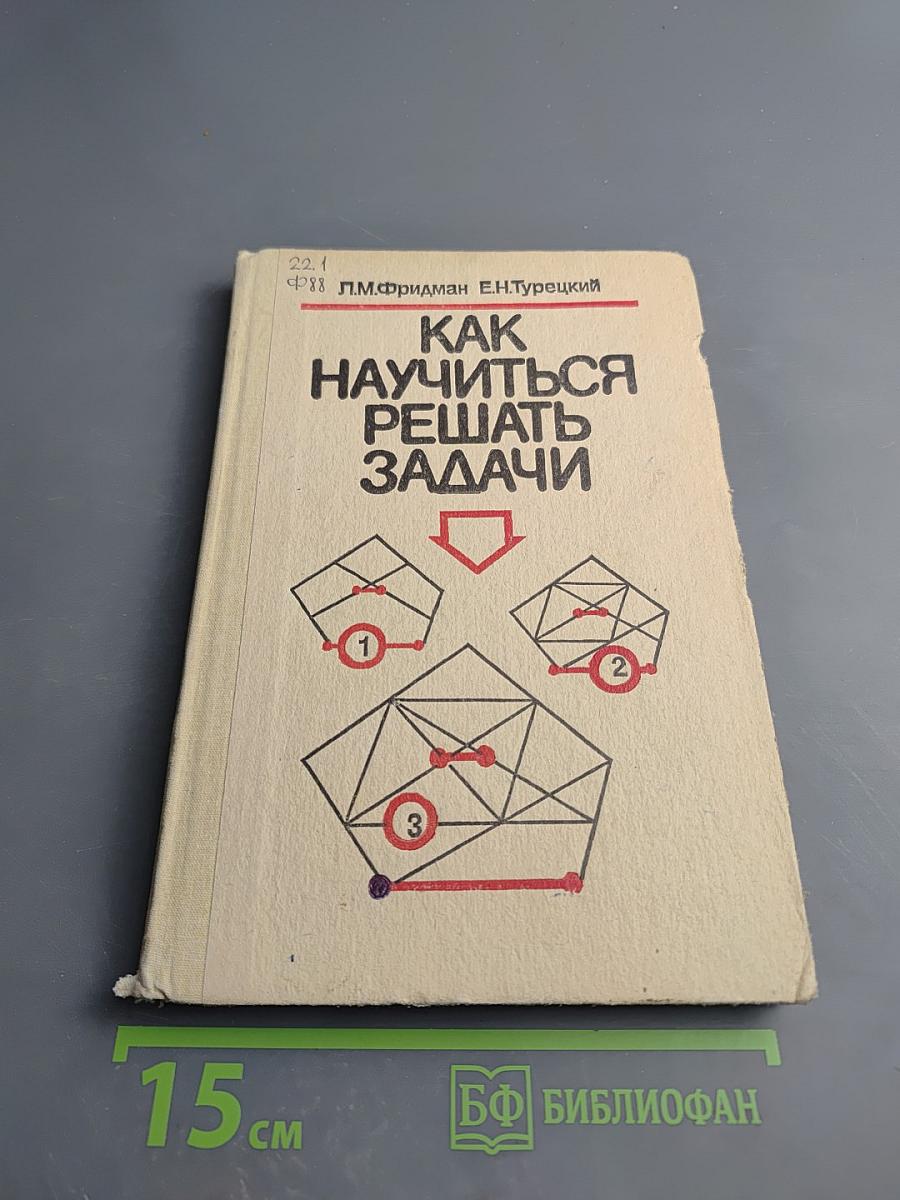 22.1
Ф88
Л.М.Фридман Е.Н.Турецкий
КАК
НАУЧИТЬСЯ
РЕШАТЬ
ЗАДАЧИ
1
2
3
15 см
БФ БИБЛИОФАН